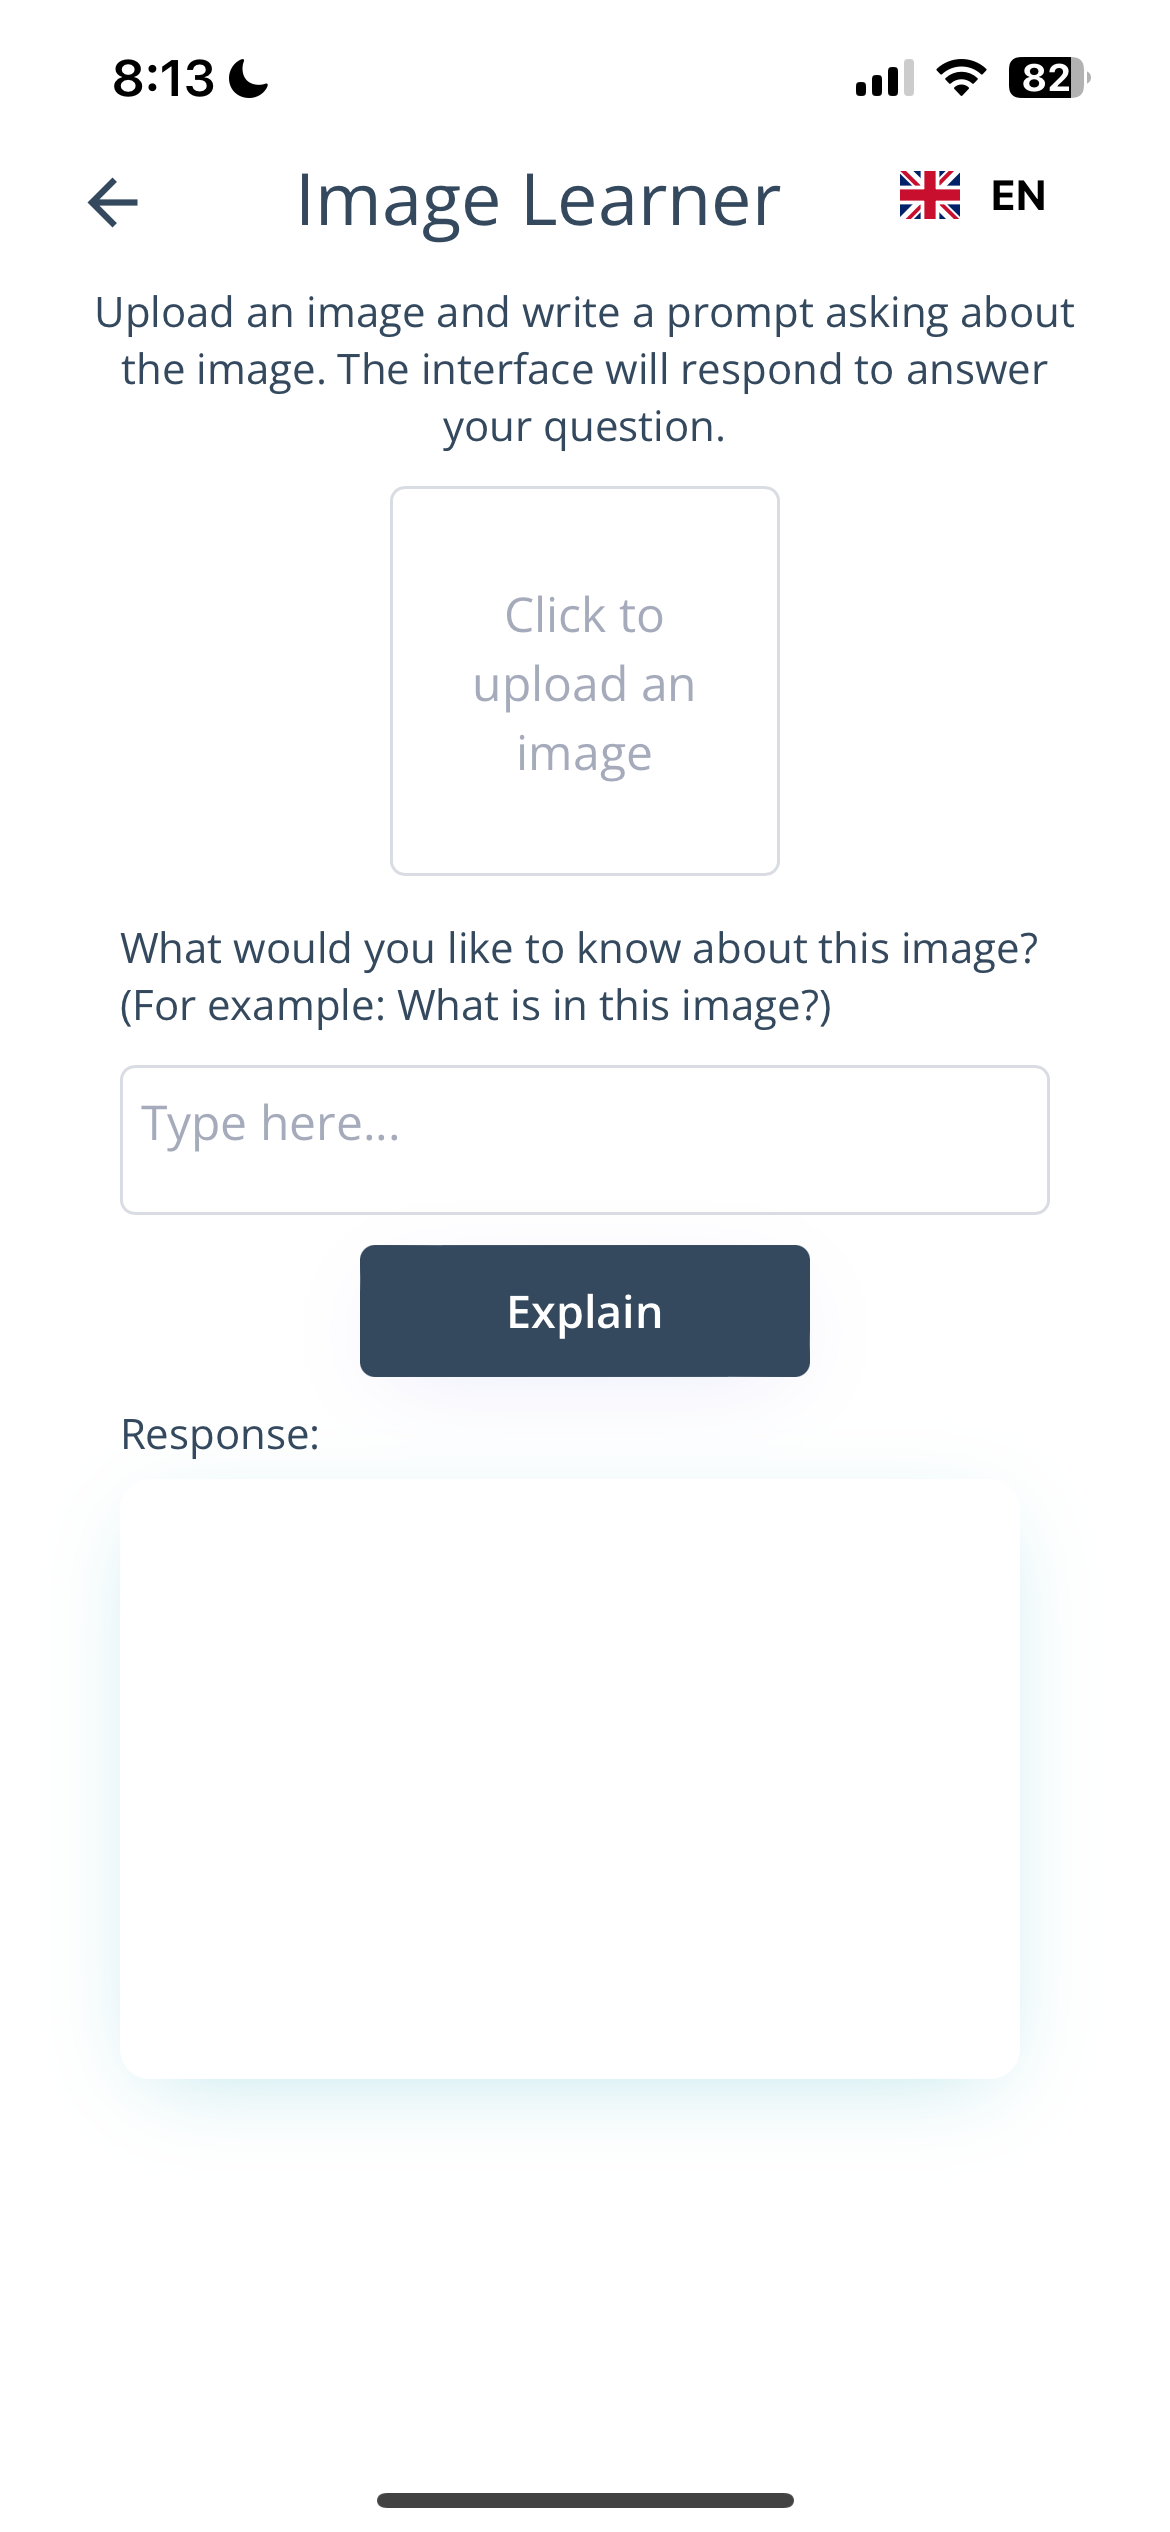 8:13
82
Image Learner
EN
Upload an image and write a prompt asking about
the image. The interface will respond to answer
your question.
Click to
upload an
image
What would you like to know about this image?
(For example: What is in this image?)
Type here...
Explain
Response: